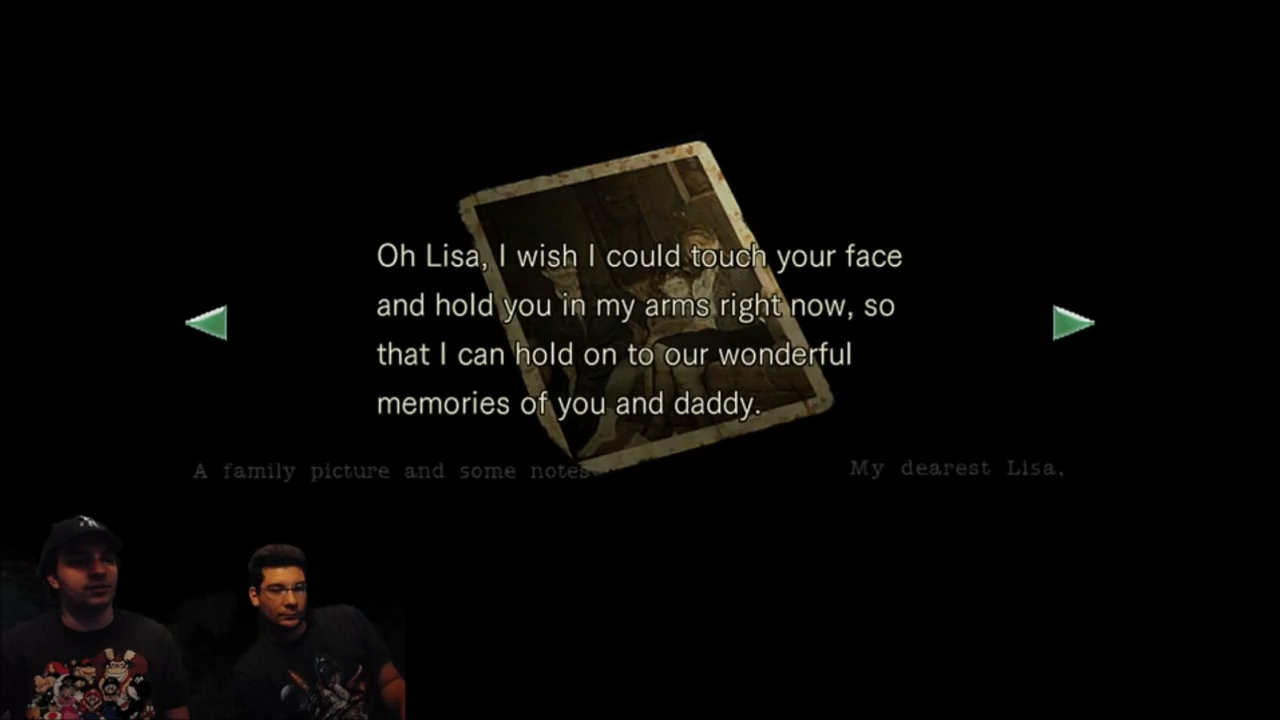 Oh Lisa, I wish I could touch your face
and hold you in my arms right now, so
that I can hold on to our wonderful
memories of you and daddy.
A family picture and some notes
My dearest Lisa,